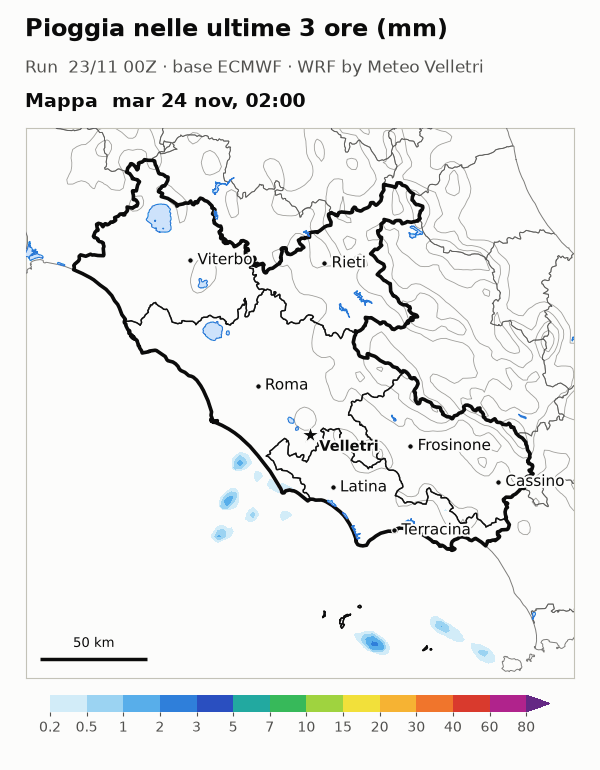 Pioggia nelle ultime 3 ore (mm)
Run  23/11 00Z · base ECMWF · WRF by Meteo Velletri
Mappa  mar 24 nov, 02:00
Viterbo
Rieti
Roma
Velletri
Frosinone
Cassino
Latina
Terracina
50 km
0.2 0.5 1 2 3 5 7 10 15 20 30 40 60 80